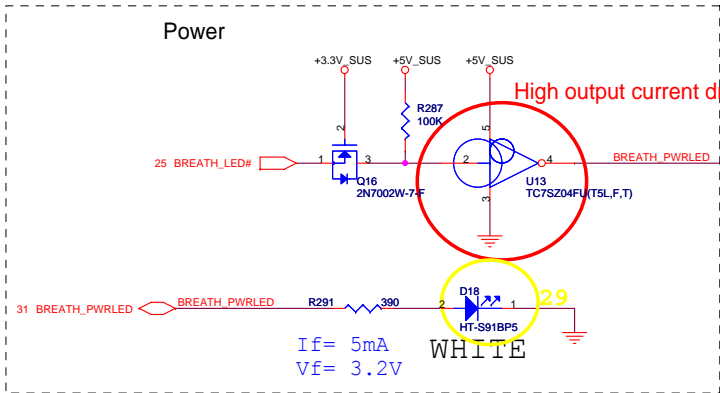 Power
+3.3V_SUS
+5V_SUS
+5V_SUS
High output current d
R287
100K
2
5
25 BREATH_LED#
1
3
2
4
BREATH_PWRLED
Q16
2N7002W-7-F
U13
TC7SZ04FU(T5L,F,T)
3
D18
29
31 BREATH_PWRLED
BREATH_PWRLED
R291
390
2
1
HT-S91BP5
If= 5mA
WHITE
Vf= 3.2V